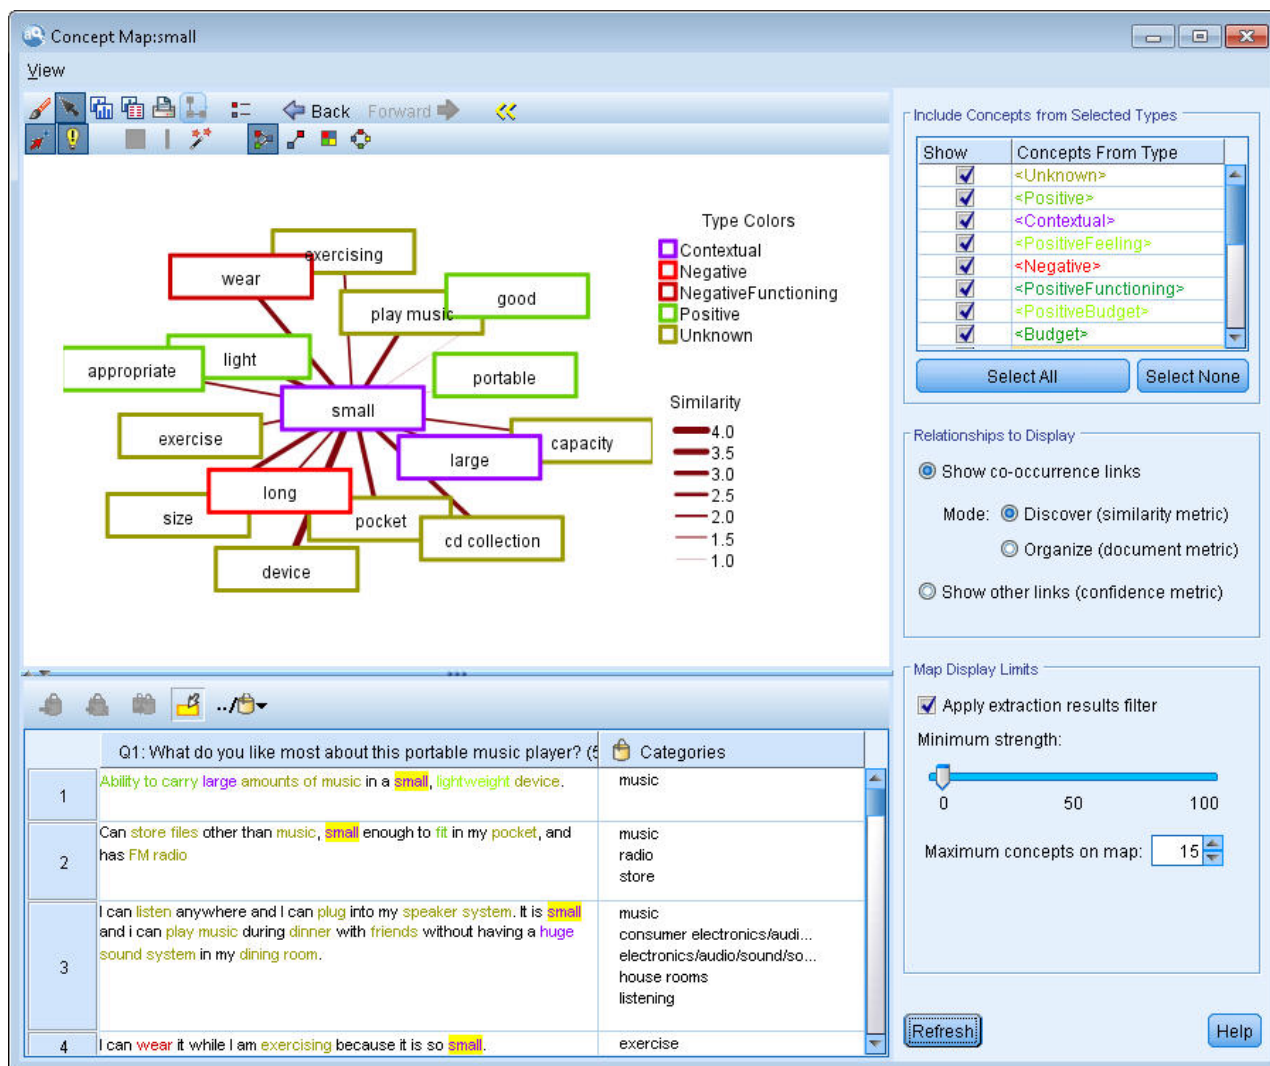 Concept Map:small
View
Back Forward
exercising
wear
good
play music
light
appropriate
portable
small
exercise
capacity
large
long
size
pocket
cd collection
device
Type Colors
Contextual
Negative
NegativeFunctioning
Positive
Unknown
Similarity
4.0
3.5
3.0
2.5
2.0
1.5
1.0
Include Concepts from Selected Types
Show Concepts From Type
<Unknown>
<Positive>
<Contextual>
<PositiveFeeling>
<Negative>
<PositiveFunctioning>
<PositiveBudget>
<Budget>
Select All Select None
Relationships to Display
Show co-occurrence links
Mode: Discover (similarity metric)
Organize (document metric)
Show other links (confidence metric)
Map Display Limits
Apply extraction results filter
Minimum strength:
0 50 100
Maximum concepts on map: 15
Refresh Help
../
Q1: What do you like most about this portable music player? (5 Categories
1
Ability to carry large amounts of music in a small, lightweight device.
music
2
Can store files other than music, small enough to fit in my pocket, and
has FM radio
music
radio
store
3
I can listen anywhere and I can plug into my speaker system. It is small
and i can play music during dinner with friends without having a huge
sound system in my dining room.
music
consumer electronics/audi...
electronics/audio/sound/so...
house rooms
listening
4
I can wear it while I am exercising because it is so small.
exercise